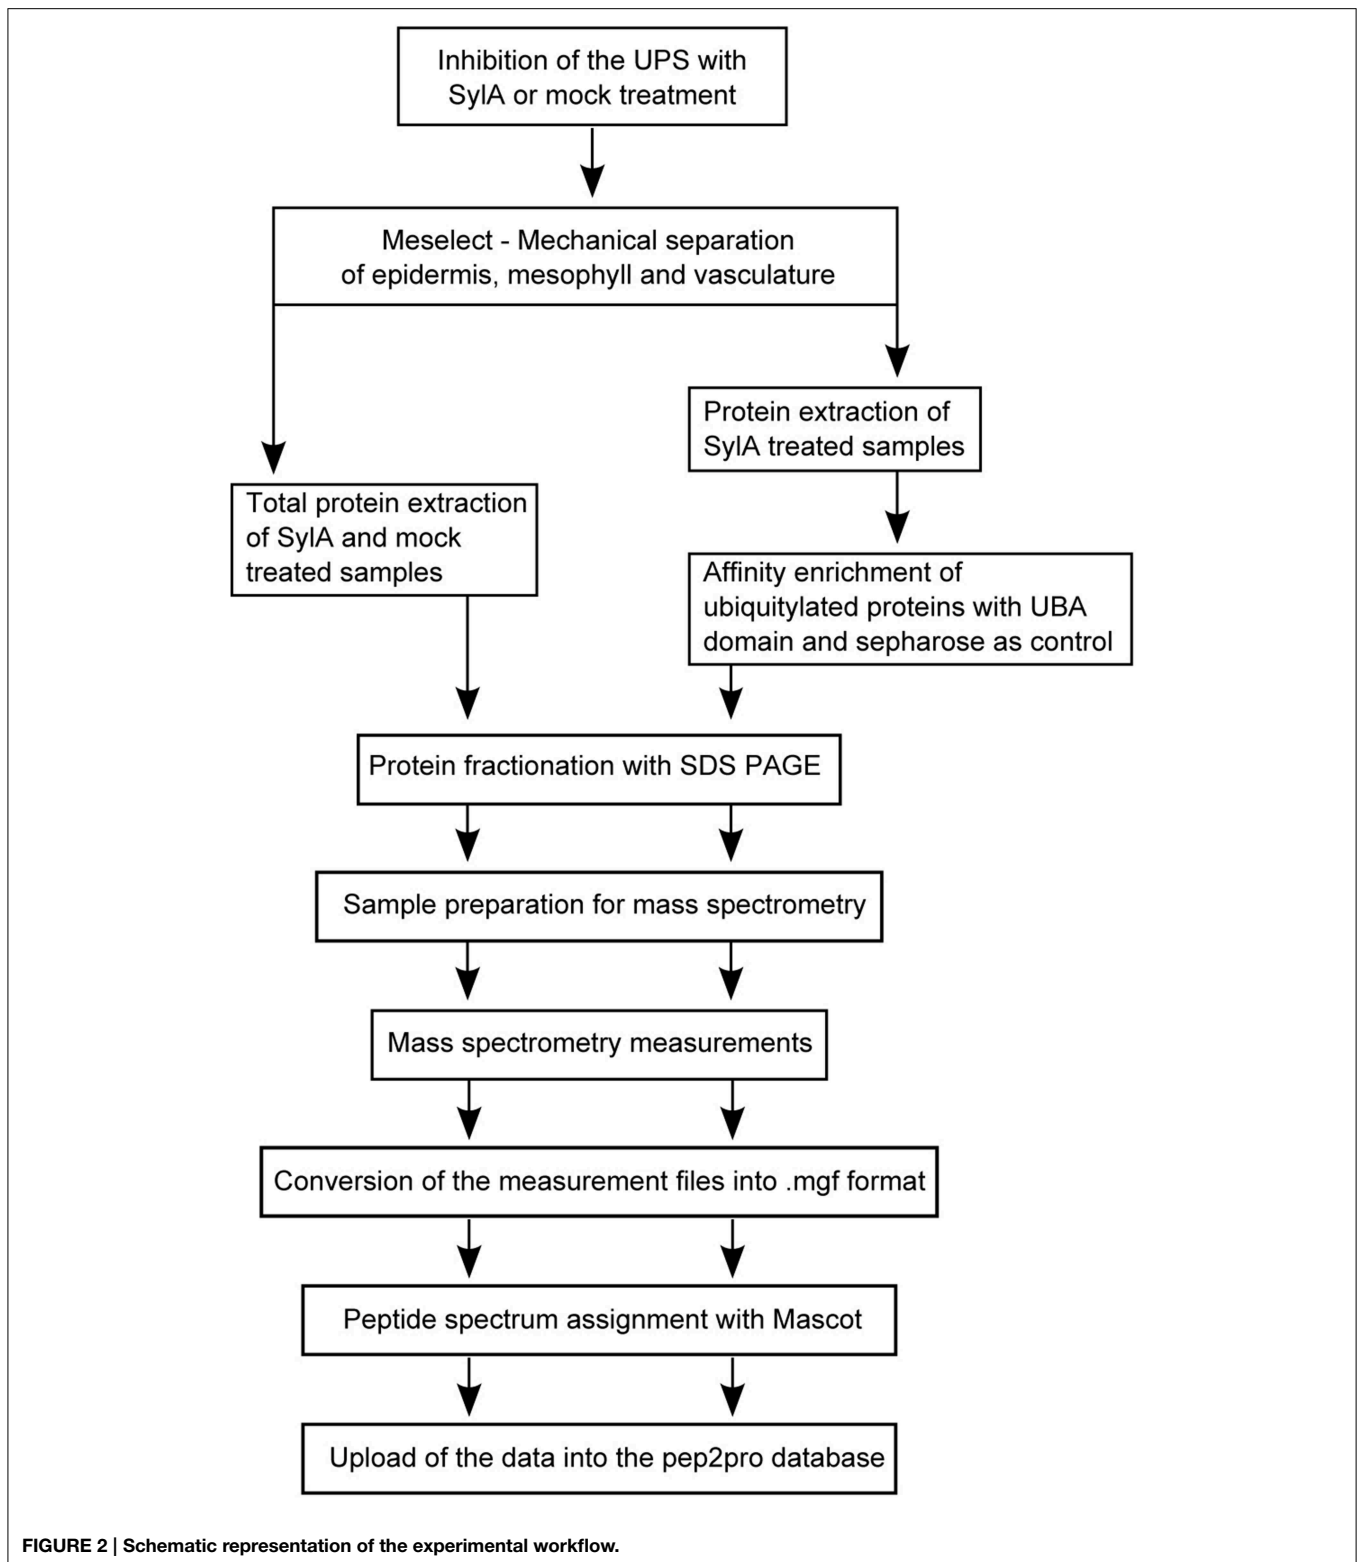 Inhibition of the UPS with
SylA or mock treatment
Meselect - Mechanical separation
of epidermis, mesophyll and vasculature
Protein extraction of
SylA treated samples
Total protein extraction
of SylA and mock
treated samples
Affinity enrichment of
ubiquitylated proteins with UBA
domain and sepharose as control
Protein fractionation with SDS PAGE
Sample preparation for mass spectrometry
Mass spectrometry measurements
Conversion of the measurement files into .mgf format
Peptide spectrum assignment with Mascot
Upload of the data into the pep2pro database
FIGURE 2 | Schematic representation of the experimental workflow.